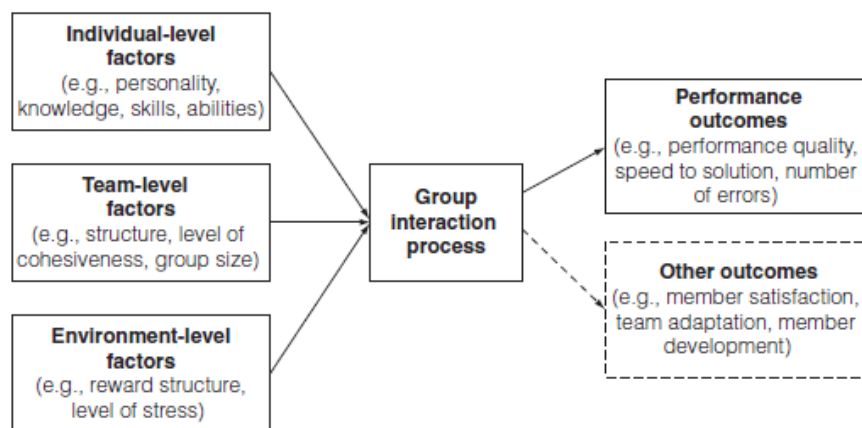 Individual-level
factors
(e.g., personality,
knowledge, skills, abilities)
Team-level
factors
(e.g., structure, level of
cohesiveness, group size)
Environment-level
factors
(e.g., reward structure,
level of stress)
Group
interaction
process
Performance
outcomes
(e.g., performance quality,
speed to solution, number
of errors)
Other outcomes
(e.g., member satisfaction,
team adaptation, member
development)